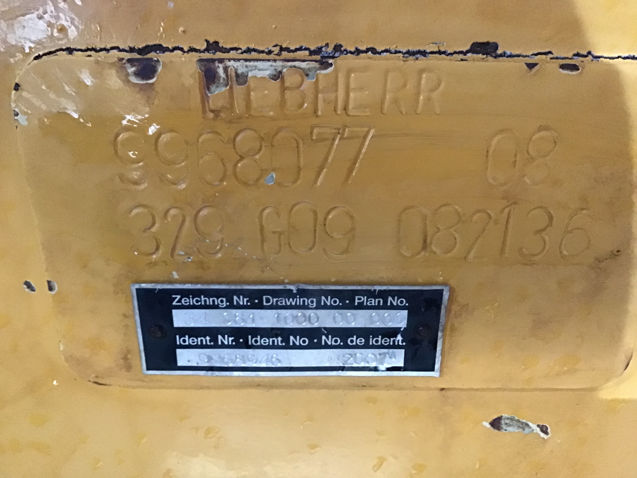 LIEBHERR
9968077 08
329 G09 082136
Zeichng. Nr. · Drawing No. · Plan No.
Ident. Nr. · Ident. No · No. de ident.